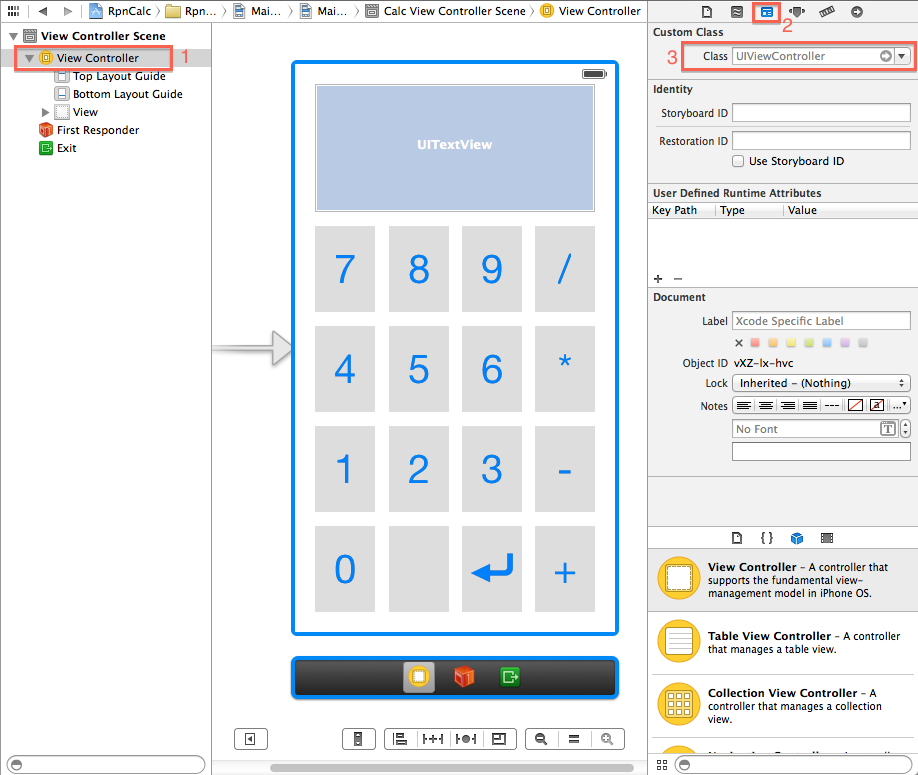 RpnCalc
Rpn...
Mai...
Mai...
Calc View Controller Scene
View Controller
View Controller Scene
View Controller
1
Top Layout Guide
Bottom Layout Guide
View
First Responder
Exit
UITextView
7 8 9 /
4 5 6 *
1 2 3 -
0 +
2
Custom Class
3
Class UIViewController
Identity
Storyboard ID
Restoration ID
Use Storyboard ID
User Defined Runtime Attributes
Key Path Type Value
+ −
Document
Label Xcode Specific Label
Object ID vXZ-lx-hvc
Lock Inherited - (Nothing)
Notes
No Font
View Controller - A controller that
supports the fundamental view-
management model in iPhone OS.
Table View Controller - A controller
that manages a table view.
Collection View Controller - A
controller that manages a collection
view.